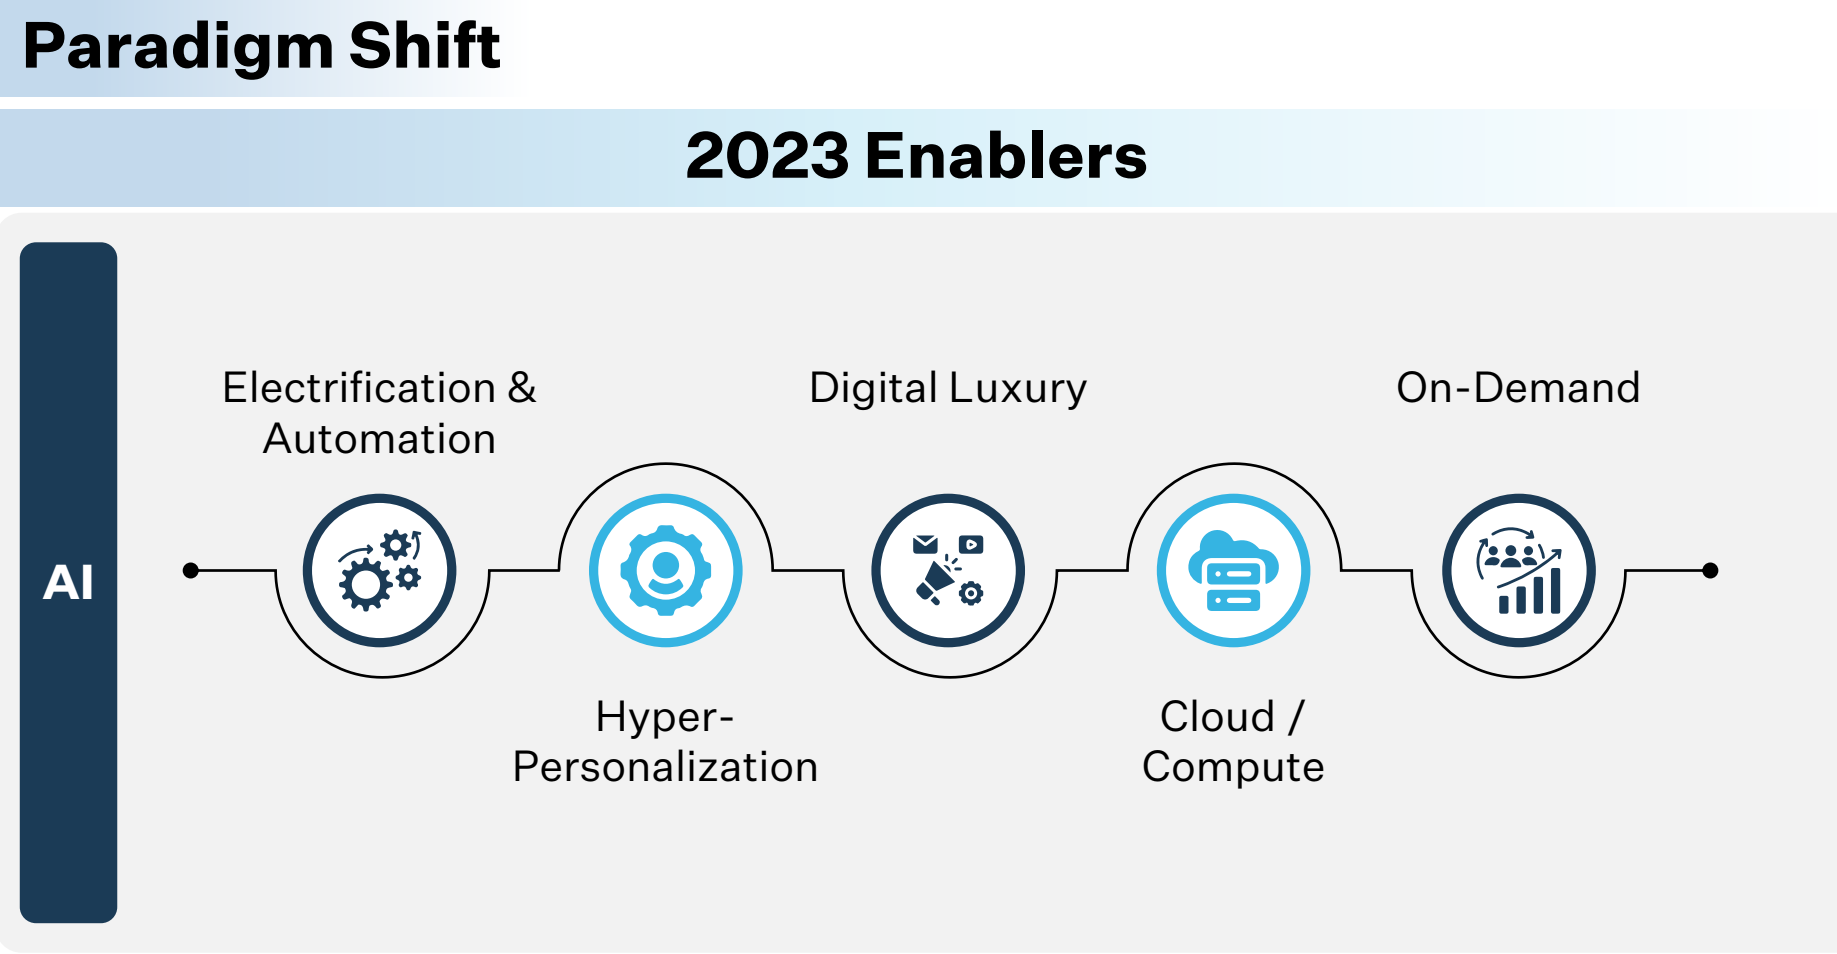 Paradigm Shift
2023 Enablers
AI
Electrification &
Automation
Hyper-
Personalization
Digital Luxury
Cloud /
Compute
On-Demand